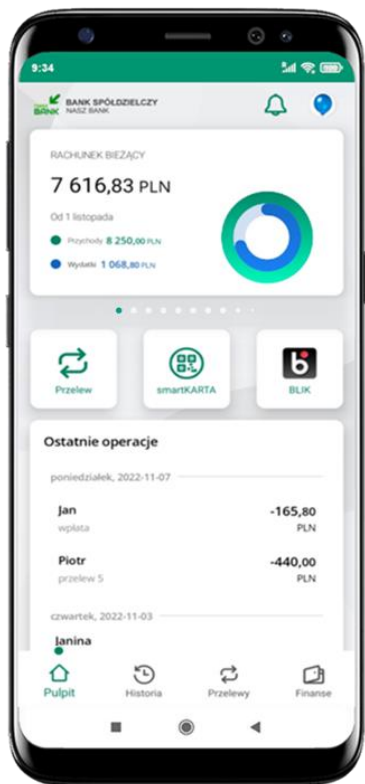 9:34
BANK SPÓŁDZIELCZY
NASZ BANK
BANK
RACHUNEK BIEŻĄCY
7 616,83 PLN
Od 1 listopada
Przychody 8 250,00 PLN
Wydatki 1 068,80 PLN
Przelew
smartKARTA
BLIK
Ostatnie operacje
poniedziałek, 2022-11-07
Jan -165,80
wpłata PLN
Piotr -440,00
przelew 5 PLN
czwartek, 2022-11-03
Janina
Pulpit
Historia
Przelewy
Finanse